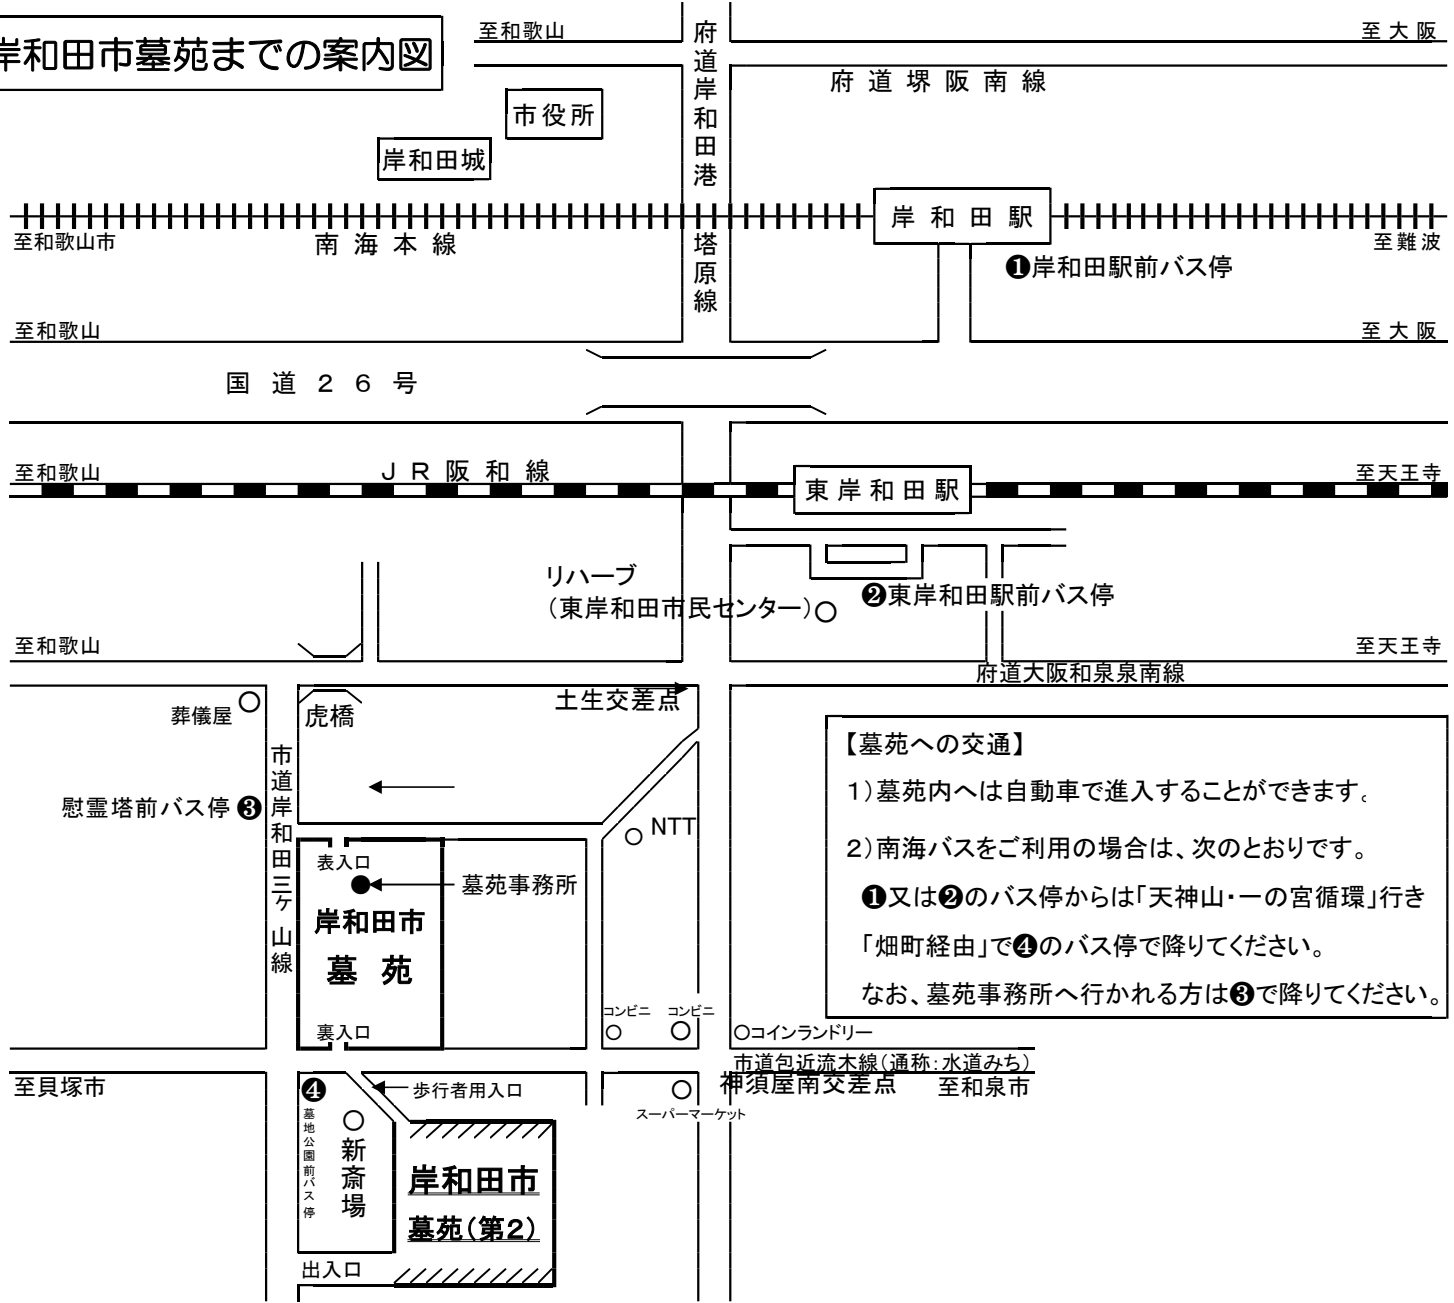 岸和田市墓苑までの案内図
至和歌山
至大阪
府道岸和田港塔原線
府道堺阪南線
市役所
岸和田城
岸和田駅
至和歌山市
南海本線
至難波
❶岸和田駅前バス停
至和歌山
至大阪
国道26号
至和歌山
JR阪和線
東岸和田駅
至天王寺
リハーブ
(東岸和田市民センター)
❷東岸和田駅前バス停
至和歌山
至天王寺
府道大阪和泉泉南線
葬儀屋
虎橋
土生交差点
市道岸和田三ヶ山線
慰霊塔前バス停❸
NTT
表入口
墓苑事務所
岸和田市
墓苑
裏入口
コンビニ
コンビニ
コインランドリー
【墓苑への交通】
1)墓苑内へは自動車で進入することができます。
2)南海バスをご利用の場合は、次のとおりです。
❶又は❷のバス停からは「天神山・一の宮循環」行き
「畑町経由」で❹のバス停で降りてください。
なお、墓苑事務所へ行かれる方は❸で降りてください。
市道包近流木線(通称:水道みち)
至貝塚市
神須屋南交差点
至和泉市
❹
墓地公園前バス停
歩行者用入口
スーパーマーケット
新斎場
岸和田市
墓苑(第2)
出入口